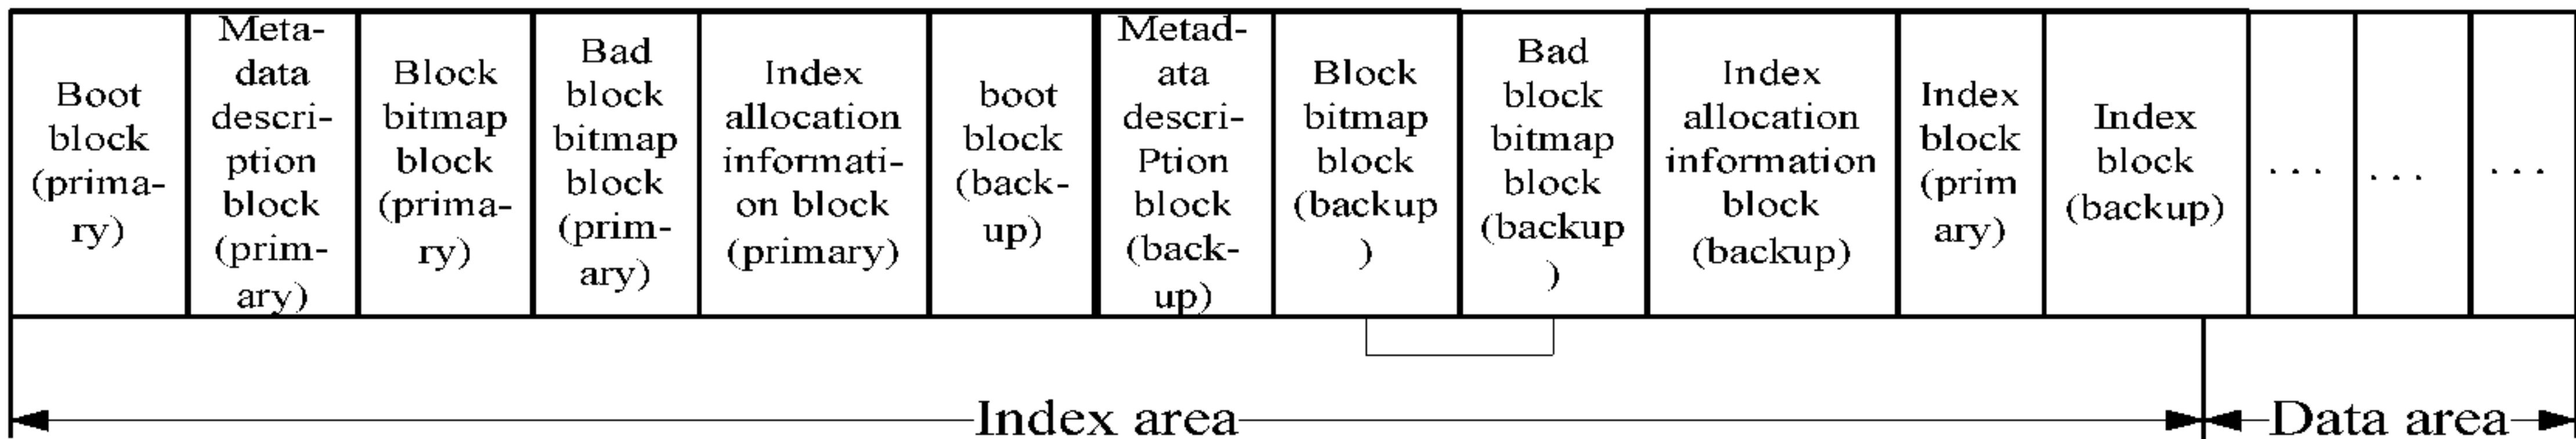 Boot
block
(prima-
ry)
Meta-
data
descri-
ption
block
(prim-
ary)
Block
bitmap
block
(prima-
ry)
Bad
block
bitmap
block
(prim-
ary)
Index
allocation
informati-
on block
(primary)
boot
block
(back-
up)
Metad-
ata
descri-
Ption
block
(back-
up)
Block
bitmap
block
(backup
)
Bad
block
bitmap
block
(backup
)
Index
allocation
information
block
(backup)
Index
block
(prim
ary)
Index
block
(backup)
...
...
...
Index area
Data area